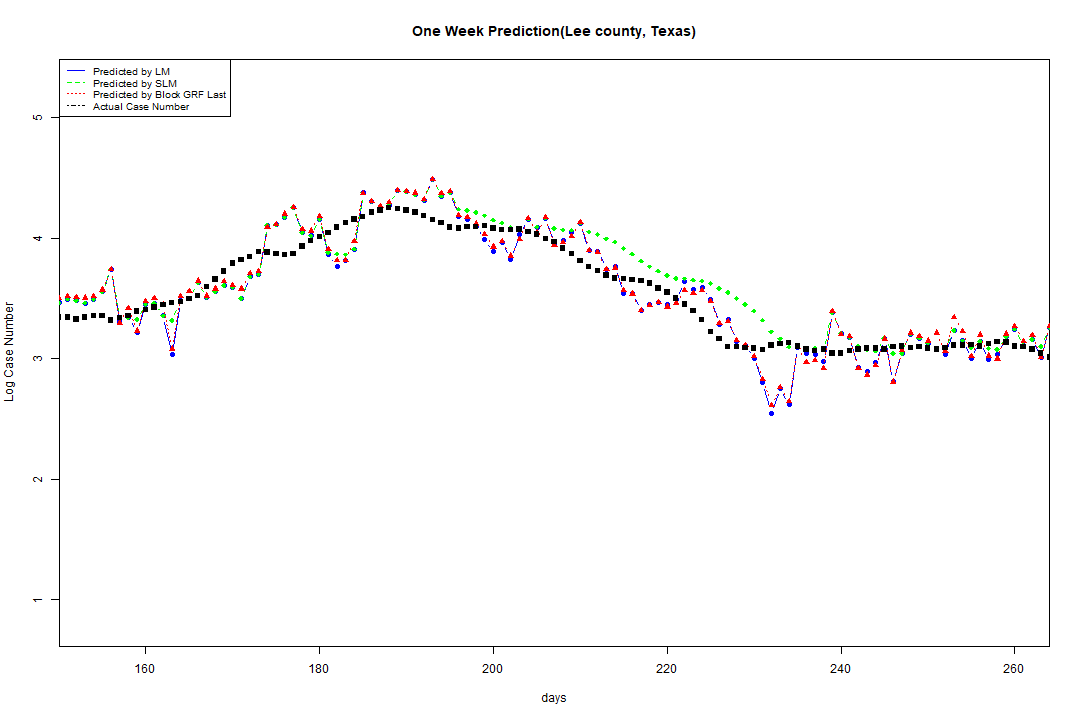 One Week Prediction(Lee county, Texas)
Predicted by LM
Predicted by SLM
Predicted by Block GRF Last
Actual Case Number
5
4
3
2
1
Log Case Number
160 180 200 220 240 260
days